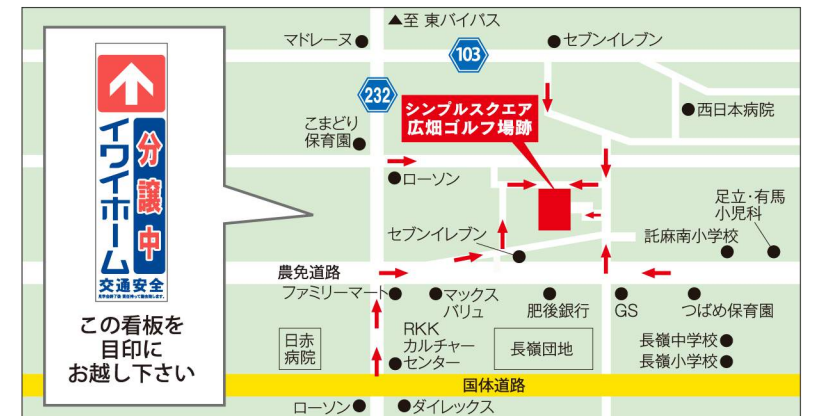 ▲至 東バイパス
マドレーヌ
103
セブンイレブン
232
シンプルスクエア
広畑ゴルフ場跡
西日本病院
こまどり
保育園
ローソン
足立·有馬
小児科
セブンイレブン
託麻南小学校
農免道路
ファミリーマート
マックス
バリュ
肥後銀行
GS
つばめ保育園
日赤
病院
RKK
カルチャー
センター
長嶺団地
長嶺中学校
長嶺小学校
国体道路
ローソン
ダイレックス
分譲中
イワイホーム
交通安全
この看板を
目印に
お越し下さい